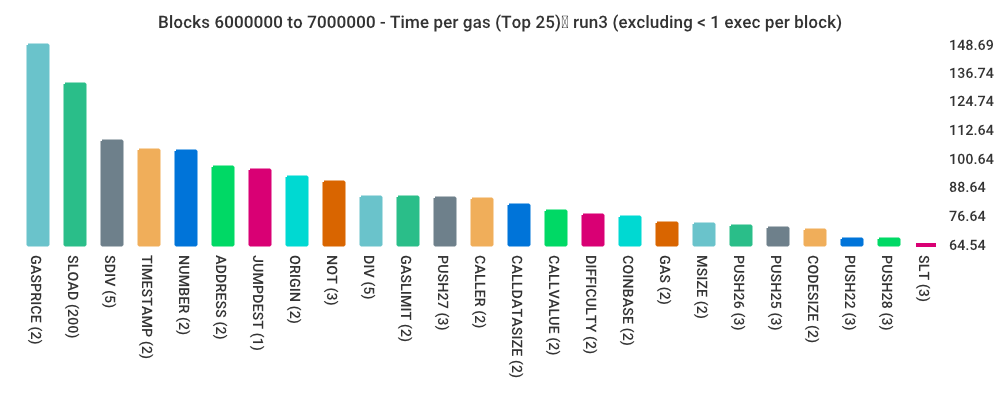 Blocks 6000000 to 7000000 - Time per gas (Top 25) run3 (excluding < 1 exec per block)
148.69
136.74
124.74
112.64
100.64
88.64
76.64
64.54
GASPRICE (2)
SLOAD (200)
SDIV (5)
TIMESTAMP (2)
NUMBER (2)
ADDRESS (2)
JUMPDEST (1)
ORIGIN (2)
NOT (3)
DIV (5)
GASLIMIT (2)
PUSH27 (3)
CALLER (2)
CALLDATASIZE (2)
CALLVALUE (2)
DIFFICULTY (2)
COINBASE (2)
GAS (2)
MSIZE (2)
PUSH26 (3)
PUSH25 (3)
CODESIZE (2)
PUSH22 (3)
PUSH28 (3)
SLT (3)